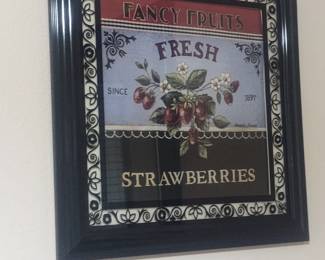 FANCY FRUITS
FRESH
SINCE 1897
STRAWBERRIES